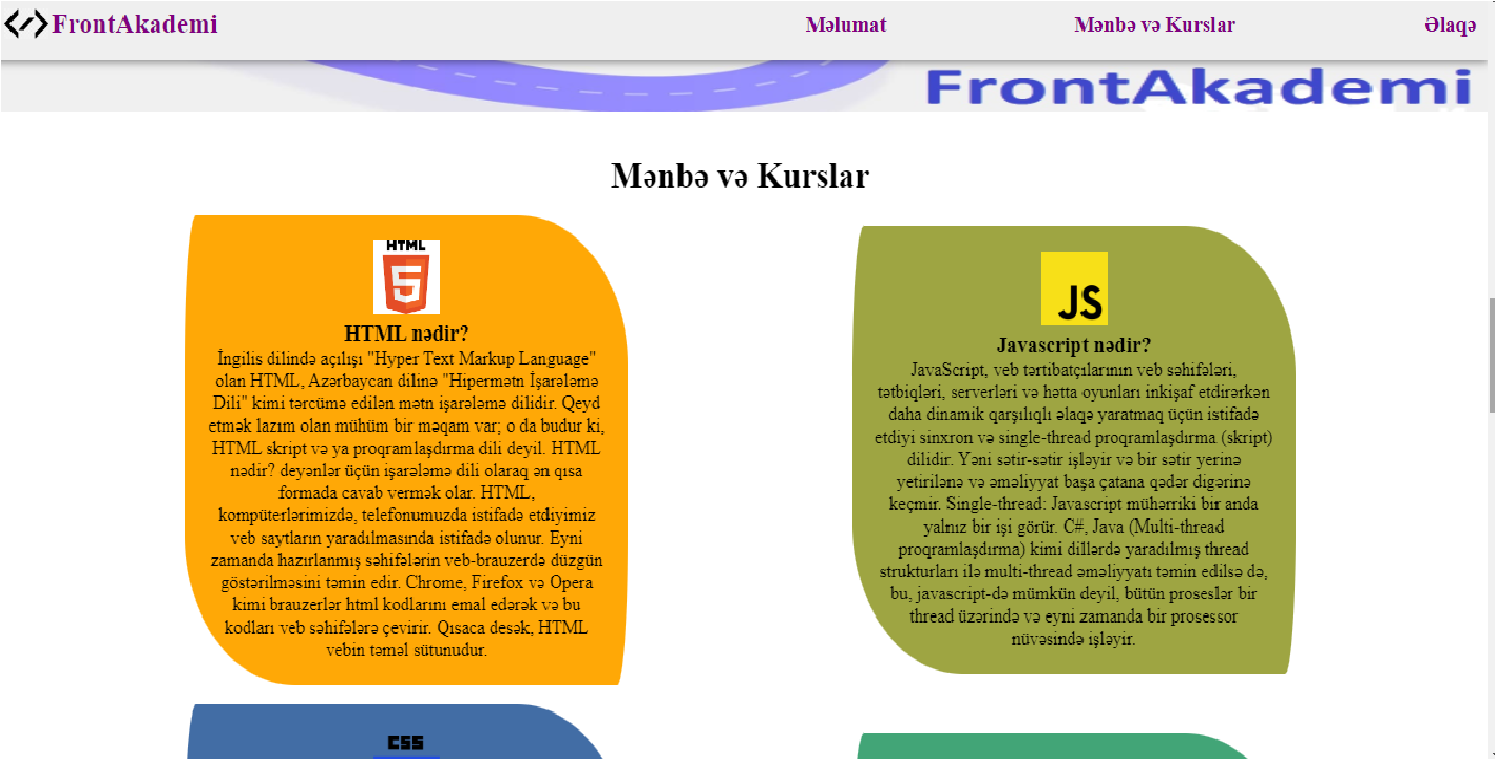 FrontAkademi
Məlumat
Mənbə və Kurslar
Əlaqə
FrontAkademi
Mənbə və Kurslar
HTML
5
HTML nədir?
İngilis dilində açılışı "Hyper Text Markup Language"
olan HTML, Azərbaycan dilinə "Hipermətn İşarələmə
Dili" kimi tərcümə edilən mətn işarələmə dilidir. Qeyd
etmək lazım olan mühüm bir məqam var; o da budur ki,
HTML skript və ya proqramlaşdırma dili deyil. HTML
nədir? deyənlər üçün işarələmə dili olaraq ən qısa
formada cavab vermək olar. HTML,
kompüterlərimizdə, telefonumuzda istifadə etdiyimiz
veb saytların yaradılmasında istifadə olunur. Eyni
zamanda hazırlanmış səhifələrin veb-brauzerdə düzgün
göstərilməsini təmin edir. Chrome, Firefox və Opera
kimi brauzerlər html kodlarını emal edərək və bu
kodları veb səhifələrə çevirir. Qısaca desək, HTML
vebin təməl sütunudur.
JS
Javascript nədir?
JavaScript, veb tərtibatçılarının veb səhifələri,
tətbiqləri, serverləri və hətta oyunları inkişaf etdirərkən
daha dinamik qarşılıqlı əlaqə yaratmaq üçün istifadə
etdiyi sinxron və single-thread proqramlaşdırma (skript)
dilidir. Yəni sətir-sətir işləyir və bir sətir yerinə
yetirilənə və əməliyyat başa çatana qədər digərinə
keçmir. Single-thread: Javascript mühərriki bir anda
yalnız bir işi görür. C#, Java (Multi-thread
proqramlaşdırma) kimi dillərdə yaradılmış thread
strukturları ilə multi-thread əməliyyatı təmin edilsə də,
bu, javascript-də mümkün deyil, bütün proseslər bir
thread üzərində və eyni zamanda bir prosessor
nüvəsində işləyir.
CSS